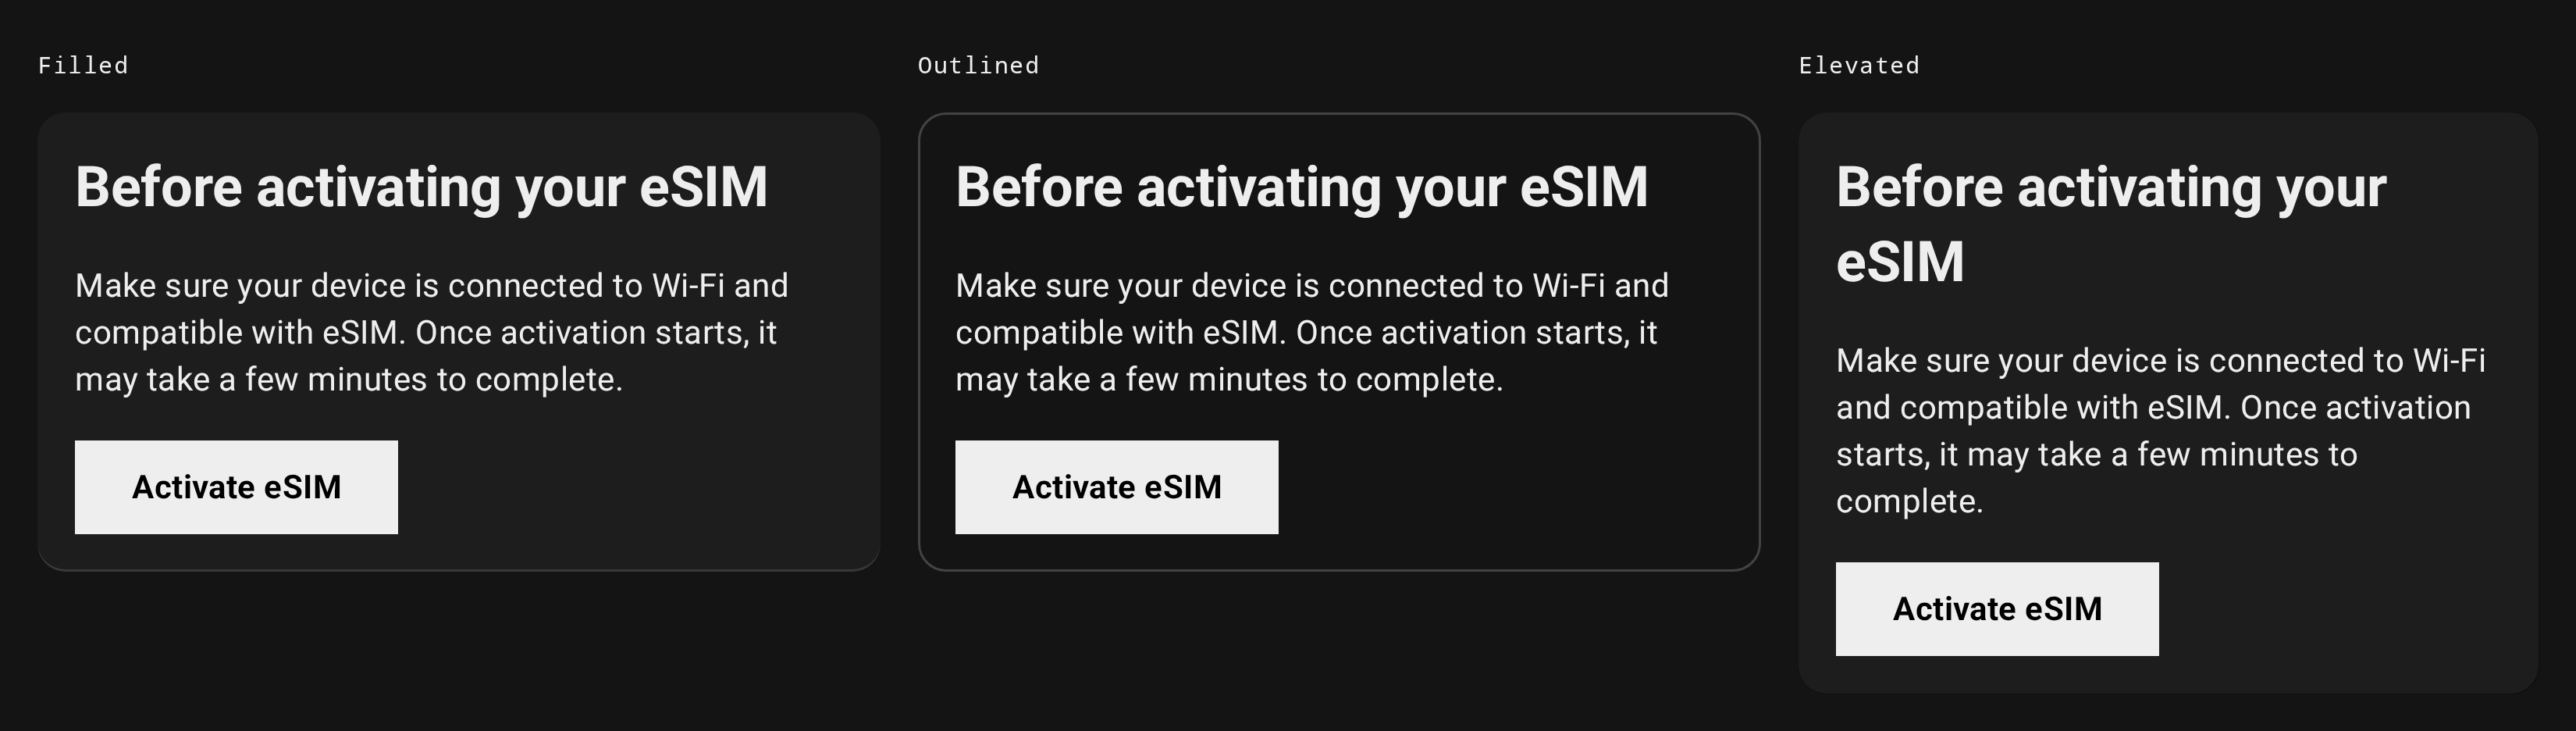 Filled
Before activating your eSIM
Make sure your device is connected to Wi-Fi and
compatible with eSIM. Once activation starts, it
may take a few minutes to complete.
Activate eSIM
Outlined
Before activating your eSIM
Make sure your device is connected to Wi-Fi and
compatible with eSIM. Once activation starts, it
may take a few minutes to complete.
Activate eSIM
Elevated
Before activating your
eSIM
Make sure your device is connected to Wi-Fi
and compatible with eSIM. Once activation
starts, it may take a few minutes to
complete.
Activate eSIM